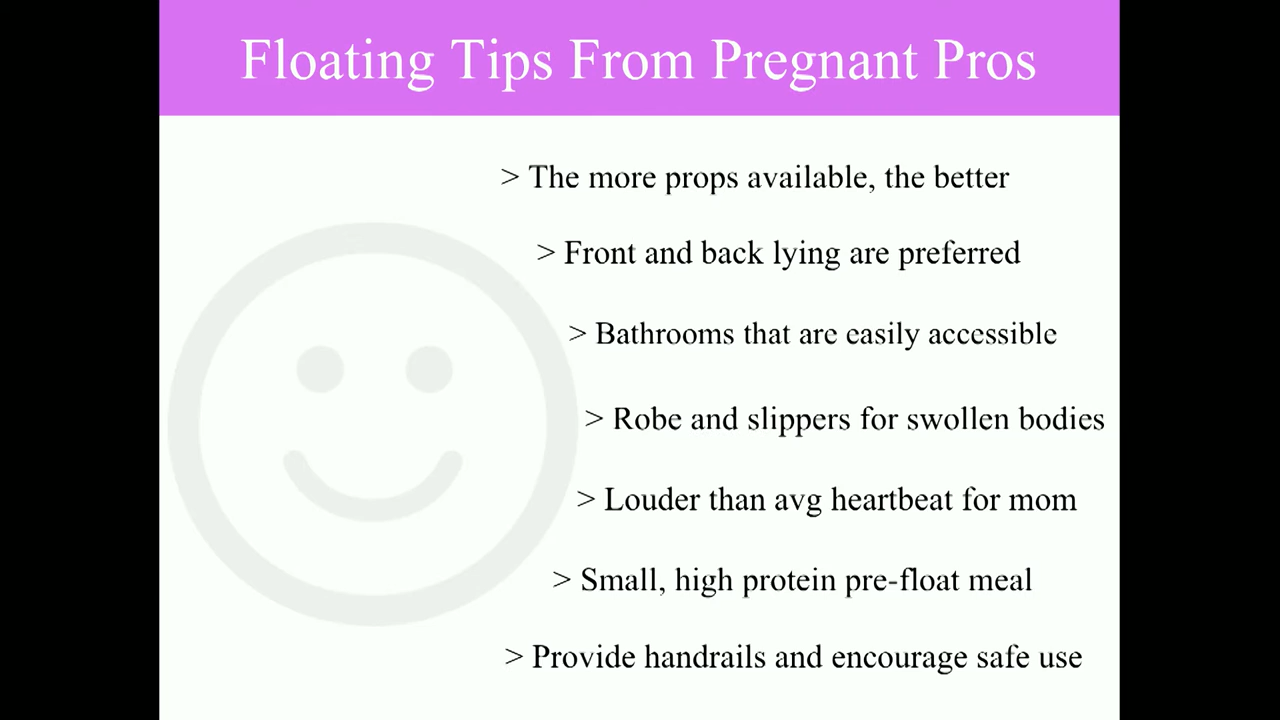 Floating Tips From Pregnant Pros
> The more props available, the better
> Front and back lying are preferred
> Bathrooms that are easily accessible
> Robe and slippers for swollen bodies
> Louder than avg heartbeat for mom
> Small, high protein pre-float meal
> Provide handrails and encourage safe use